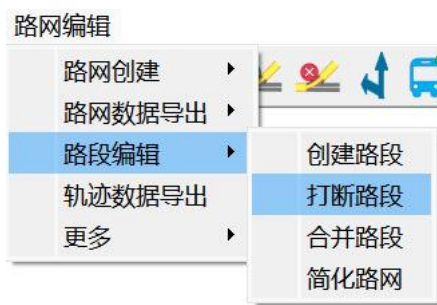 路网编辑
路网创建
路网数据导出
路段编辑
轨迹数据导出
更多
创建路段
打断路段
合并路段
简化路网